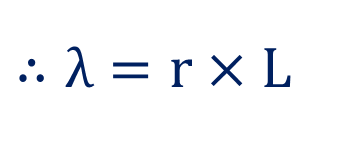 ∴ λ = r × L